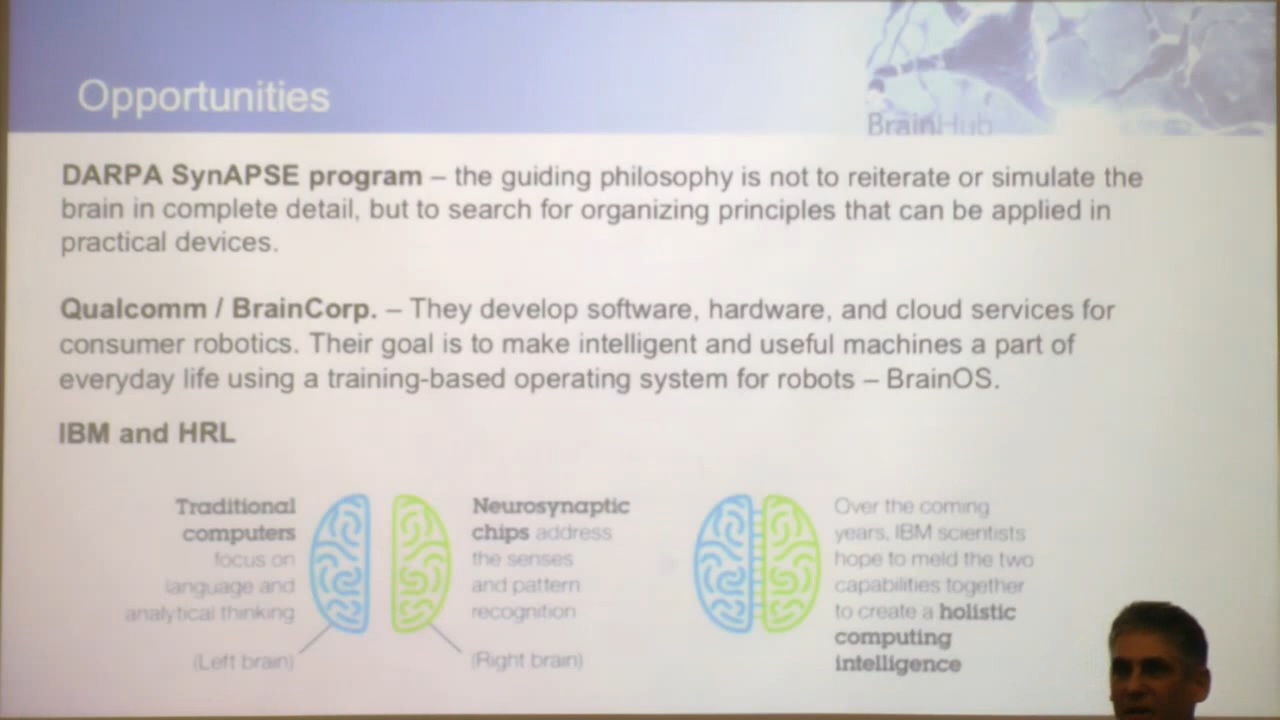 Opportunities
BrainHub
DARPA SynAPSE program – the guiding philosophy is not to reiterate or simulate the
brain in complete detail, but to search for organizing principles that can be applied in
practical devices.
Qualcomm / BrainCorp. – They develop software, hardware, and cloud services for
consumer robotics. Their goal is to make intelligent and useful machines a part of
everyday life using a training-based operating system for robots – BrainOS.
IBM and HRL
Traditional
computers
focus on
language and
analytical thinking
(Left brain)
Neurosynaptic
chips address
the senses
and pattern
recognition
(Right brain)
Over the coming
years, IBM scientists
hope to meld the two
capabilities together
to create a holistic
computing
intelligence